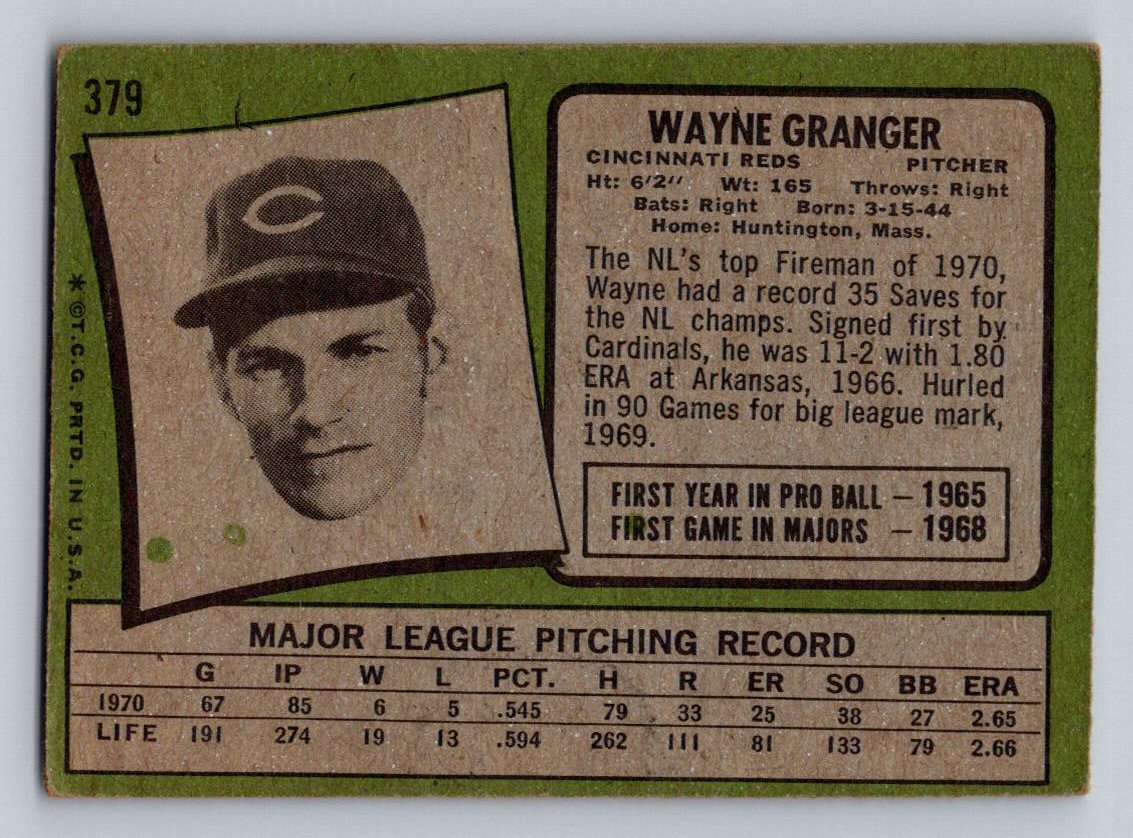 379
WAYNE GRANGER
CINCINNATI REDS PITCHER
Ht: 6'2" Wt: 165 Throws: Right
Bats: Right Born: 3-15-44
Home: Huntington, Mass.
The NL's top Fireman of 1970,
Wayne had a record 35 Saves for
the NL champs. Signed first by
Cardinals, he was 11-2 with 1.80
ERA at Arkansas, 1966. Hurled
in 90 Games for big league mark,
1969.
FIRST YEAR IN PRO BALL — 1965
FIRST GAME IN MAJORS — 1968
* ©T.C.G. PRTD. IN U.S.A.
C
MAJOR LEAGUE PITCHING RECORD
G IP W L PCT. H R ER SO BB ERA
1970 67 85 6 5 .545 79 33 25 38 27 2.65
LIFE 191 274 19 13 .594 262 111 81 133 79 2.66